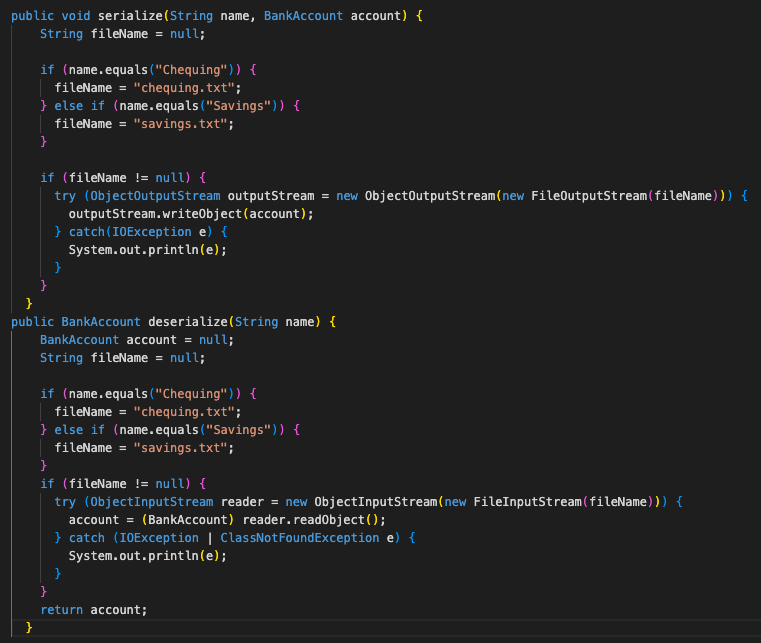 public void serialize(String name, BankAccount account) {
String fileName = null;
if (name.equals("Chequing")) {
fileName = "chequing.txt";
} else if (name.equals("Savings")) {
fileName = "savings.txt";
}
if (fileName != null) {
try (ObjectOutputStream outputStream = new ObjectOutputStream(new FileOutputStream(fileName))) {
outputStream.writeObject(account);
} catch(IOException e) {
System.out.println(e);
}
}
}
public BankAccount deserialize(String name) {
BankAccount account = null;
String fileName = null;
if (name.equals("Chequing")) {
fileName = "chequing.txt";
} else if (name.equals("Savings")) {
fileName = "savings.txt";
}
if (fileName != null) {
try (ObjectInputStream reader = new ObjectInputStream(new FileInputStream(fileName))) {
account = (BankAccount) reader.readObject();
} catch (IOException | ClassNotFoundException e) {
System.out.println(e);
}
}
return account;
}